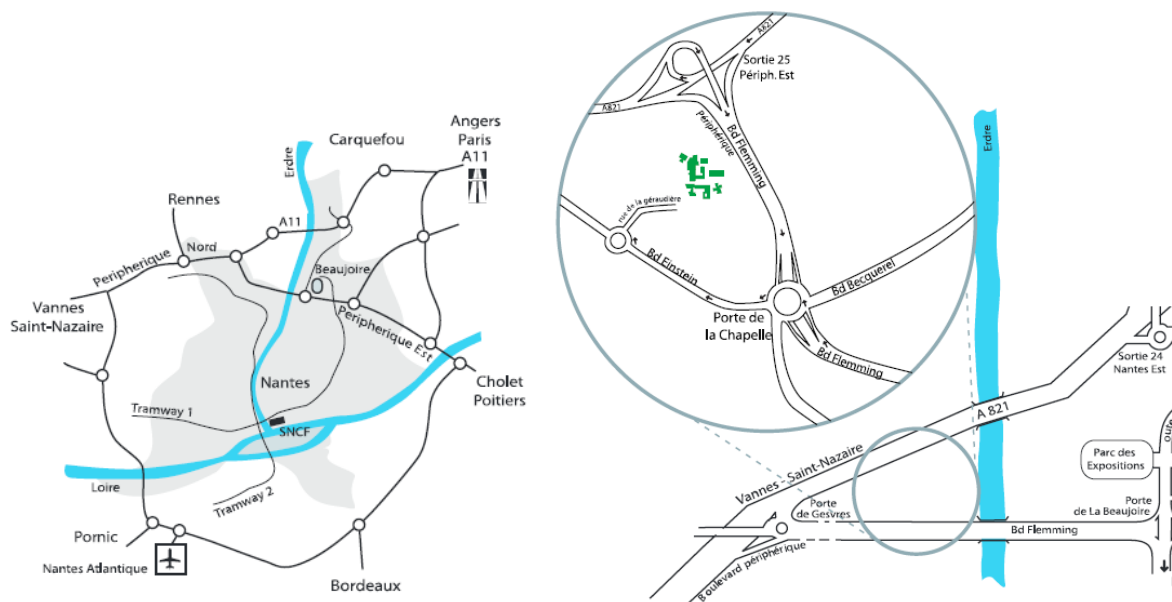 Carquefou
Angers
Paris
A11
Erdre
Rennes
A11
Nord
Peripherique
Beaujoire
Vannes
Saint-Nazaire
Peripherique Est
Nantes
Cholet
Poitiers
Tramway 1
SNCF
Loire
Tramway 2
Pornic
Nantes Atlantique
Bordeaux
A821
Sortie 25
Périph. Est
A821
Périphérique
Bd Flemming
rue de la géraudière
Bd Einstein
Bd Becquerel
Porte de
la Chapelle
Bd Flemming
Erdre
Sortie 24
Nantes Est
A 821
Vannes - Saint-Nazaire
Parc des
Expositions
Porte
de Gesvres
Porte
de La Beaujoire
Bd Flemming
Boulevard périphérique